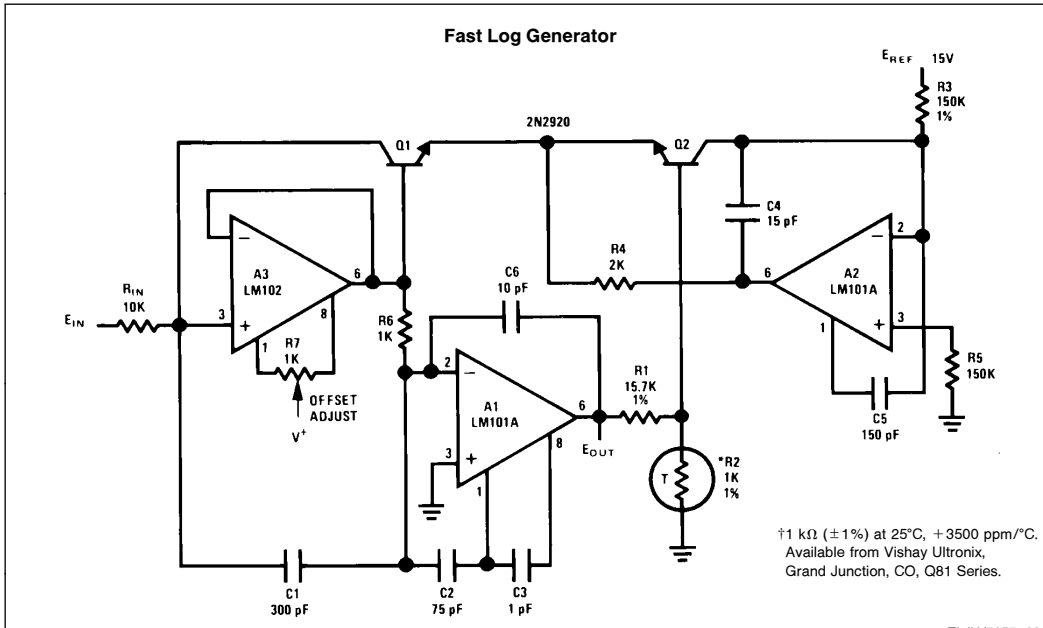 Fast Log Generator
EREF 15V
R3
150K
1%
2N2920
Q1
Q2
C4
15 pF
A3
LM102
3
+
−
6
1
8
RIN
10K
EIN
R7
1K
OFFSET
ADJUST
V+
R6
1K
C6
10 pF
R4
2K
6
A2
LM101A
2
−
3
+
1
R5
150K
C5
150 pF
2
−
A1
LM101A
3
+
6
8
1
EOUT
R1
15.7K
1%
T
*R2
1K
1%
C1
300 pF
C2
75 pF
C3
1 pF
†1 kΩ (±1%) at 25°C, +3500 ppm/°C.
Available from Vishay Ultronix,
Grand Junction, CO, Q81 Series.